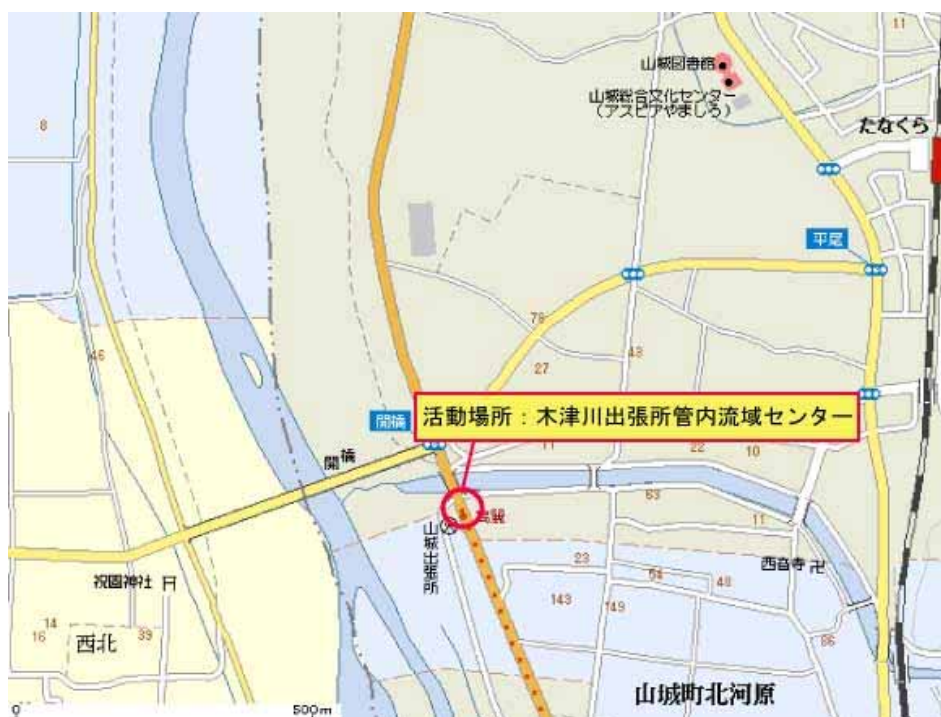 11
山城図書館
山城総合文化センター
(アスピアやましろ)
たなくら
8
平尾
79
46
27
43
開橋
活動場所:木津川出張所管内流域センター
11
22
10
開橋
63
11
山城出張所
西音寺
23
54
48
祝園神社
143
149
14
16
39
86
西北
山城町北河原
0
500m